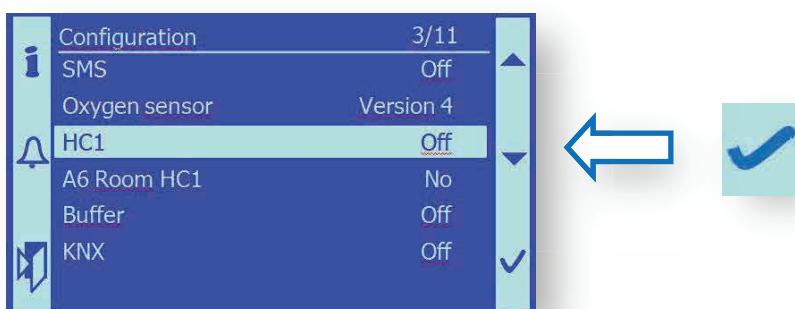 Configuration 3/11
SMS Off
Oxygen sensor Version 4
HC1 Off
A6 Room HC1 No
Buffer Off
KNX Off